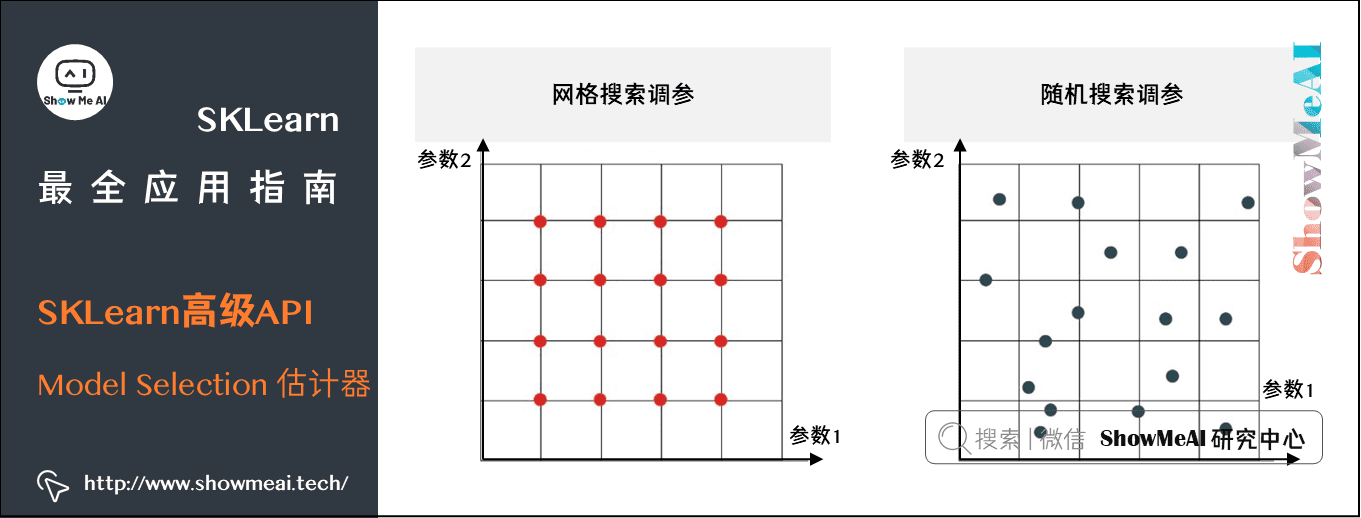 Show Me AI
SKLearn
最全应用指南
SKLearn高级API
Model Selection 估计器
http://www.showmeai.tech/
网格搜索调参
参数2
参数1
随机搜索调参
参数2
参数1
搜索|微信 ShowMeAI 研究中心
ShowMeAI